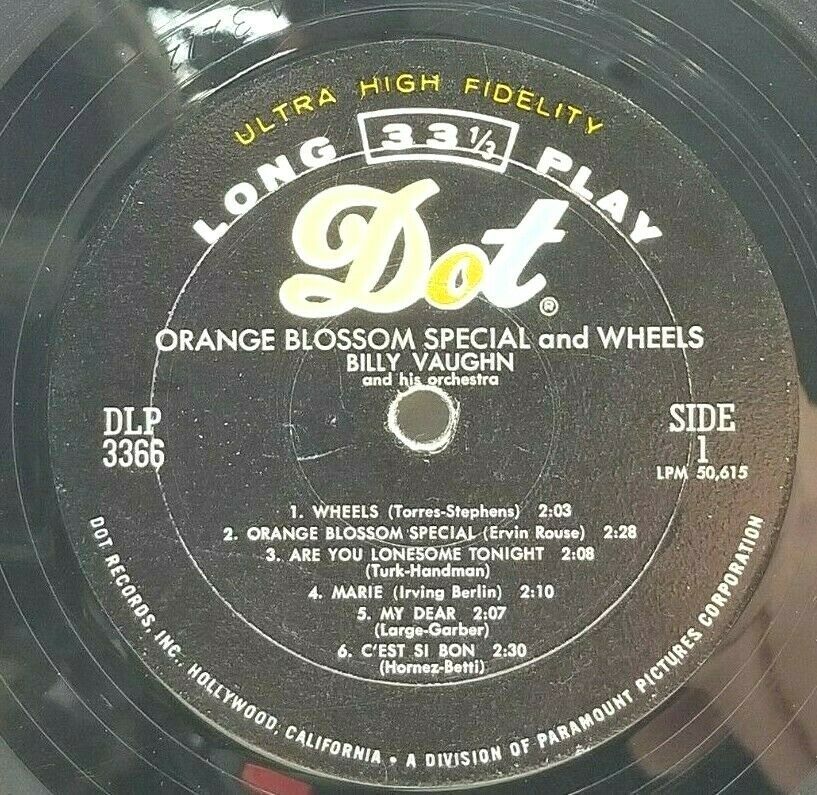 ULTRA HIGH FIDELITY
LONG 33⅓ PLAY
Dot®
ORANGE BLOSSOM SPECIAL and WHEELS
BILLY VAUGHN
and his orchestra
DLP
3366
SIDE
1
LPM 50,615
1. WHEELS (Torres-Stephens) 2:03
2. ORANGE BLOSSOM SPECIAL (Ervin Rouse) 2:28
3. ARE YOU LONESOME TONIGHT 2:08
(Turk-Handman)
4. MARIE (Irving Berlin) 2:10
5. MY DEAR 2:07
(Large-Garber)
6. C'EST SI BON 2:30
(Hornez-Betti)
DOT RECORDS, INC., HOLLYWOOD, CALIFORNIA • A DIVISION OF PARAMOUNT PICTURES CORPORATION